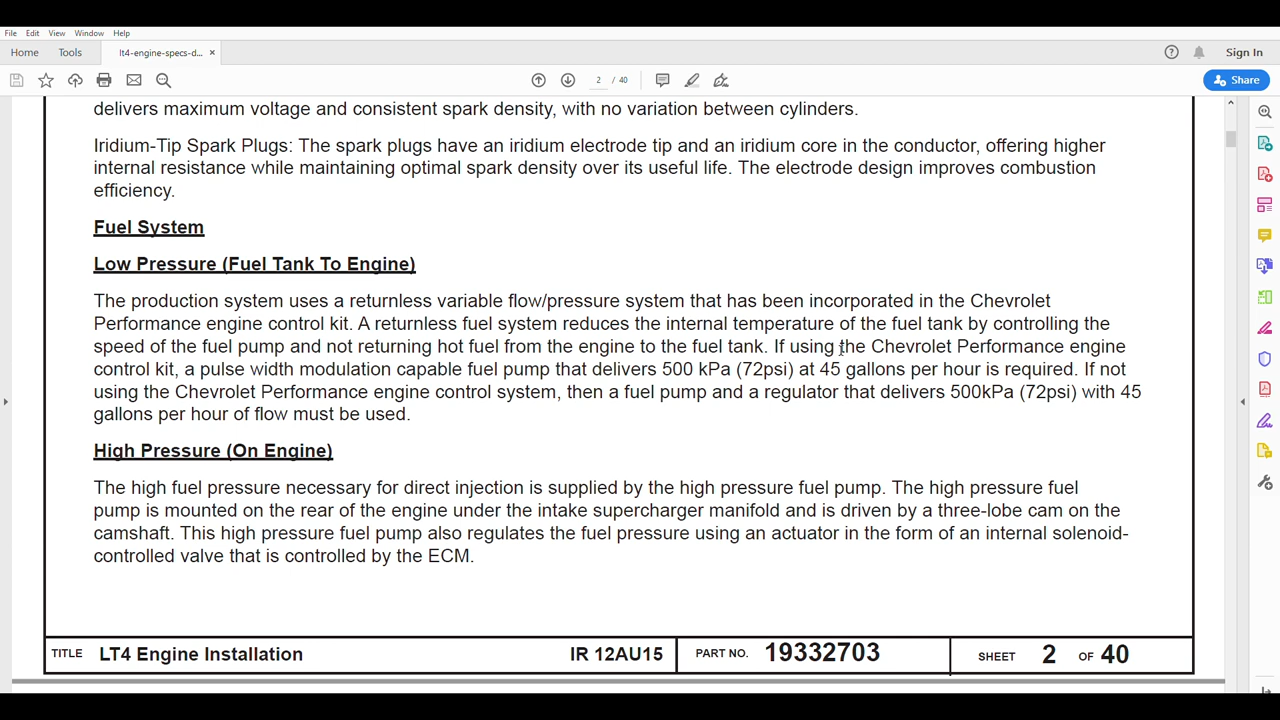 File Edit View Window Help
Home Tools lt4-engine-specs-d... × Sign In
2 / 40 Share
delivers maximum voltage and consistent spark density, with no variation between cylinders.
Iridium-Tip Spark Plugs: The spark plugs have an iridium electrode tip and an iridium core in the conductor, offering higher
internal resistance while maintaining optimal spark density over its useful life. The electrode design improves combustion
efficiency.
Fuel System
Low Pressure (Fuel Tank To Engine)
The production system uses a returnless variable flow/pressure system that has been incorporated in the Chevrolet
Performance engine control kit. A returnless fuel system reduces the internal temperature of the fuel tank by controlling the
speed of the fuel pump and not returning hot fuel from the engine to the fuel tank. If using the Chevrolet Performance engine
control kit, a pulse width modulation capable fuel pump that delivers 500 kPa (72psi) at 45 gallons per hour is required. If not
using the Chevrolet Performance engine control system, then a fuel pump and a regulator that delivers 500kPa (72psi) with 45
gallons per hour of flow must be used.
High Pressure (On Engine)
The high fuel pressure necessary for direct injection is supplied by the high pressure fuel pump. The high pressure fuel
pump is mounted on the rear of the engine under the intake supercharger manifold and is driven by a three-lobe cam on the
camshaft. This high pressure fuel pump also regulates the fuel pressure using an actuator in the form of an internal solenoid-
controlled valve that is controlled by the ECM.
TITLE LT4 Engine Installation IR 12AU15 PART NO. 19332703 SHEET 2 OF 40